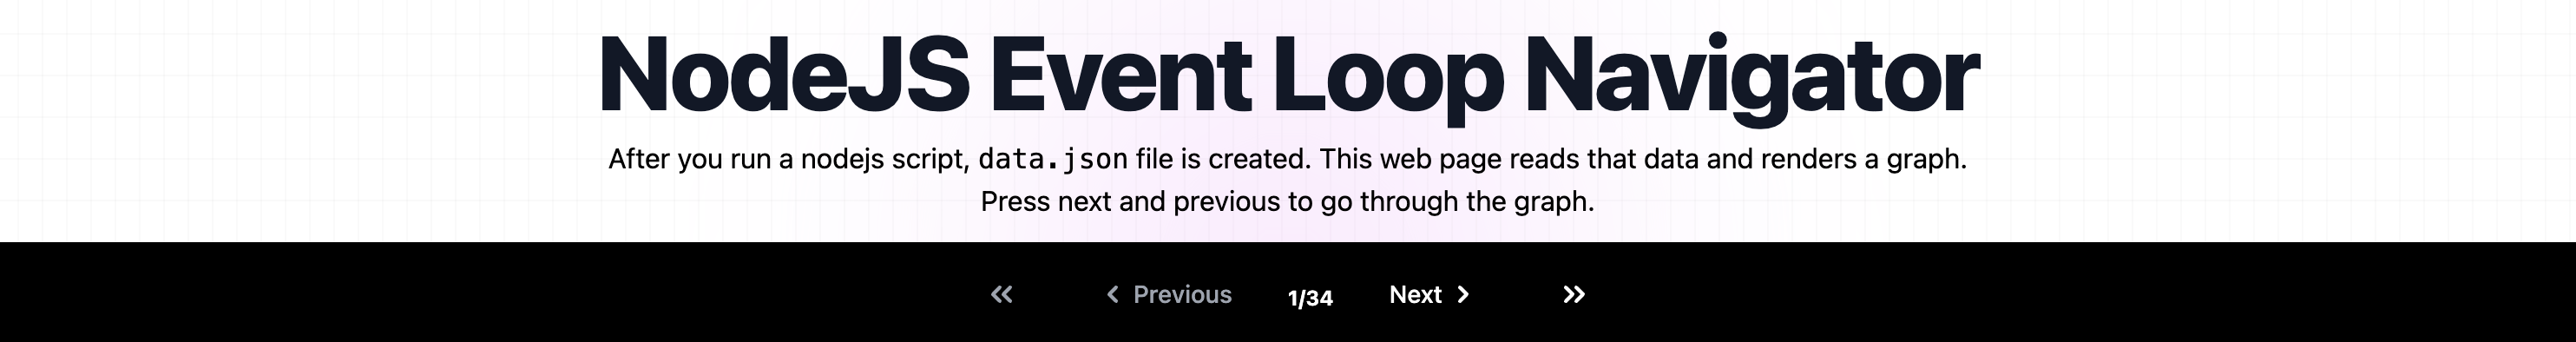 NodeJS Event Loop Navigator
After you run a nodejs script, data.json file is created. This web page reads that data and renders a graph.
Press next and previous to go through the graph.
« ‹ Previous 1/34 Next › »